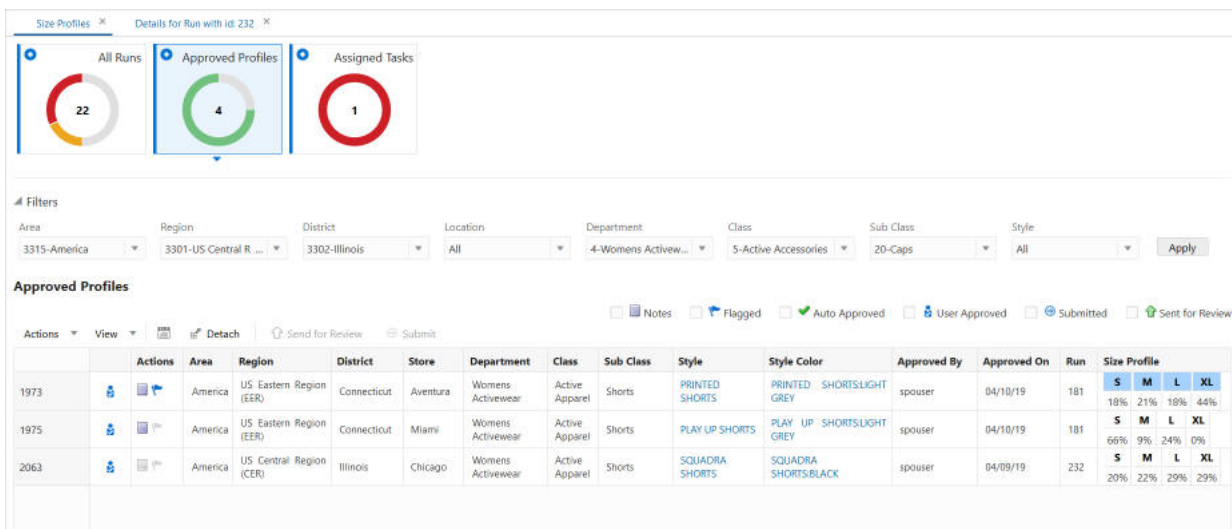 Size Profiles ×
Details for Run with id: 232 ×
All Runs
22
Approved Profiles
4
Assigned Tasks
1
Filters
Area Region District Location Department Class Sub Class Style
3315-America 3301-US Central R ... 3302-Illinois All 4-Womens Activew... 5-Active Accessories 20-Caps All Apply
Approved Profiles
Notes Flagged Auto Approved User Approved Submitted Sent for Review
Actions View Detach Send for Review Submit
Actions Area Region District Store Department Class Sub Class Style Style Color Approved By Approved On Run Size Profile
1973 America US Eastern Region (EER) Connecticut Aventura Womens Activewear Active Apparel Shorts PRINTED SHORTS PRINTED SHORTS:LIGHT GREY spouser 04/10/19 181
S M L XL
18% 21% 18% 44%
1975 America US Eastern Region (EER) Connecticut Miami Womens Activewear Active Apparel Shorts PLAY UP SHORTS PLAY UP SHORTS:LIGHT GREY spouser 04/10/19 181
S M L XL
66% 9% 24% 0%
2063 America US Central Region (CER) Illinois Chicago Womens Activewear Active Apparel Shorts SQUADRA SHORTS SQUADRA SHORTS:BLACK spouser 04/09/19 232
S M L XL
20% 22% 29% 29%